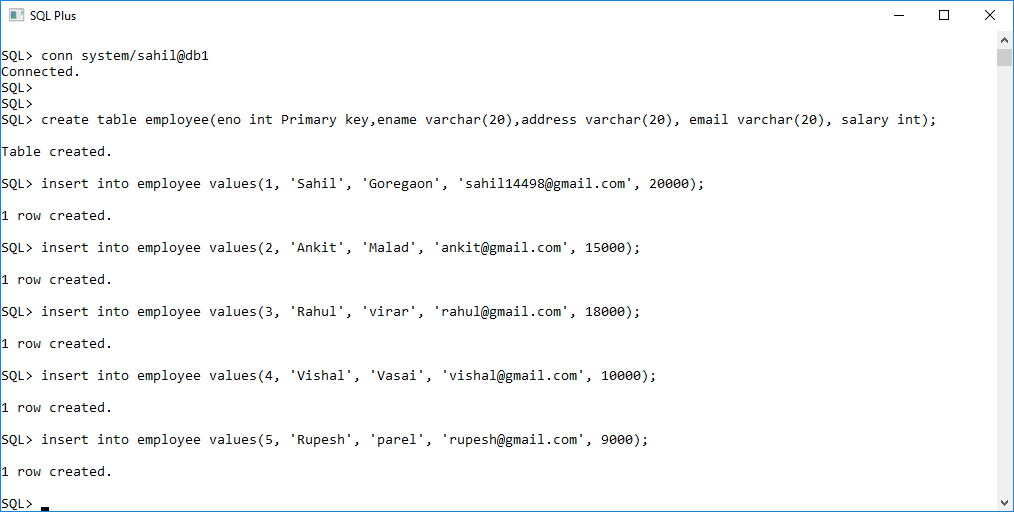 SQL Plus
SQL> conn system/sahil@db1
Connected.
SQL>
SQL>
SQL> create table employee(eno int Primary key,ename varchar(20),address varchar(20), email varchar(20), salary int);
Table created.
SQL> insert into employee values(1, 'Sahil', 'Goregaon', 'sahil14498@gmail.com', 20000);
1 row created.
SQL> insert into employee values(2, 'Ankit', 'Malad', 'ankit@gmail.com', 15000);
1 row created.
SQL> insert into employee values(3, 'Rahul', 'virar', 'rahul@gmail.com', 18000);
1 row created.
SQL> insert into employee values(4, 'Vishal', 'Vasai', 'vishal@gmail.com', 10000);
1 row created.
SQL> insert into employee values(5, 'Rupesh', 'parel', 'rupesh@gmail.com', 9000);
1 row created.
SQL>